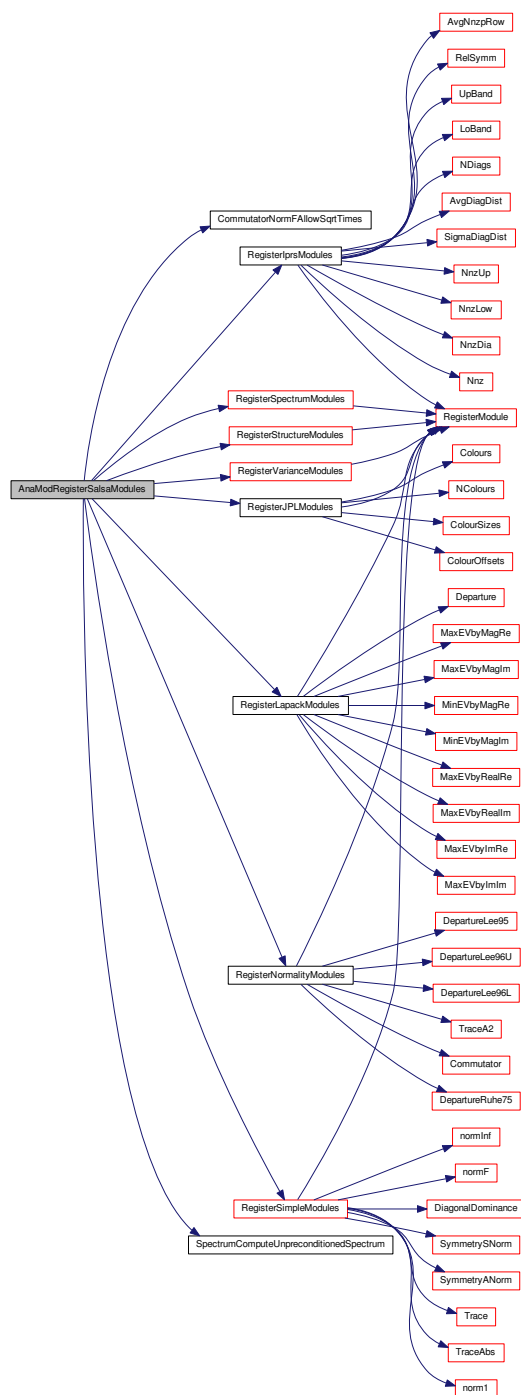 AvgNnzpRow
RelSymm
UpBand
LoBand
NDiags
AvgDiagDist
CommutatorNormFAllowSqrtTimes
SigmaDiagDist
RegisterIprsModules
NnzUp
NnzLow
NnzDia
Nnz
RegisterSpectrumModules
RegisterModule
RegisterStructureModules
Colours
RegisterVarianceModules
AnaModRegisterSalsaModules
NColours
RegisterJPLModules
ColourSizes
ColourOffsets
Departure
MaxEVbyMagRe
MaxEVbyMagIm
RegisterLapackModules
MinEVbyMagRe
MinEVbyMagIm
MaxEVbyRealRe
MaxEVbyRealIm
MaxEVbyImRe
MaxEVbyImIm
DepartureLee95
DepartureLee96U
RegisterNormalityModules
DepartureLee96L
TraceA2
Commutator
DepartureRuhe75
normInf
normF
RegisterSimpleModules
DiagonalDominance
SpectrumComputeUnpreconditionedSpectrum
SymmetrySNorm
SymmetryANorm
Trace
TraceAbs
norm1